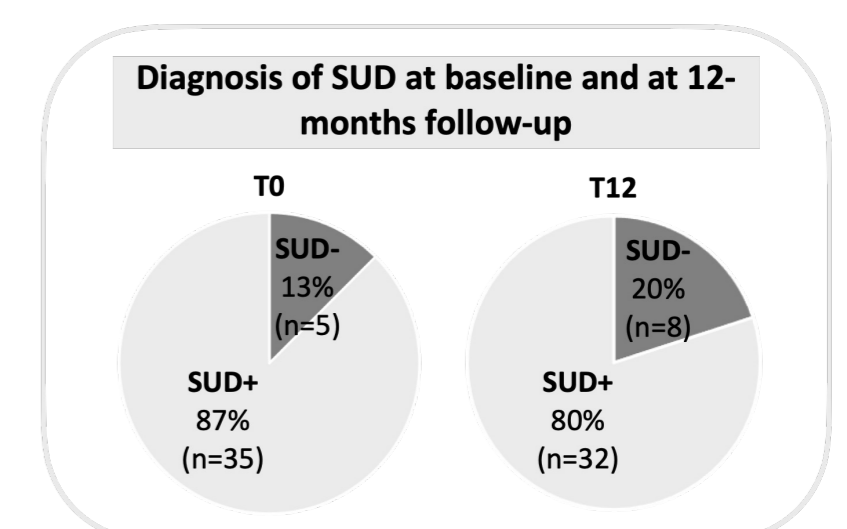 Diagnosis of SUD at baseline and at 12-
months follow-up
T0
SUD-
13%
(n=5)
SUD+
87%
(n=35)
T12
SUD-
20%
(n=8)
SUD+
80%
(n=32)